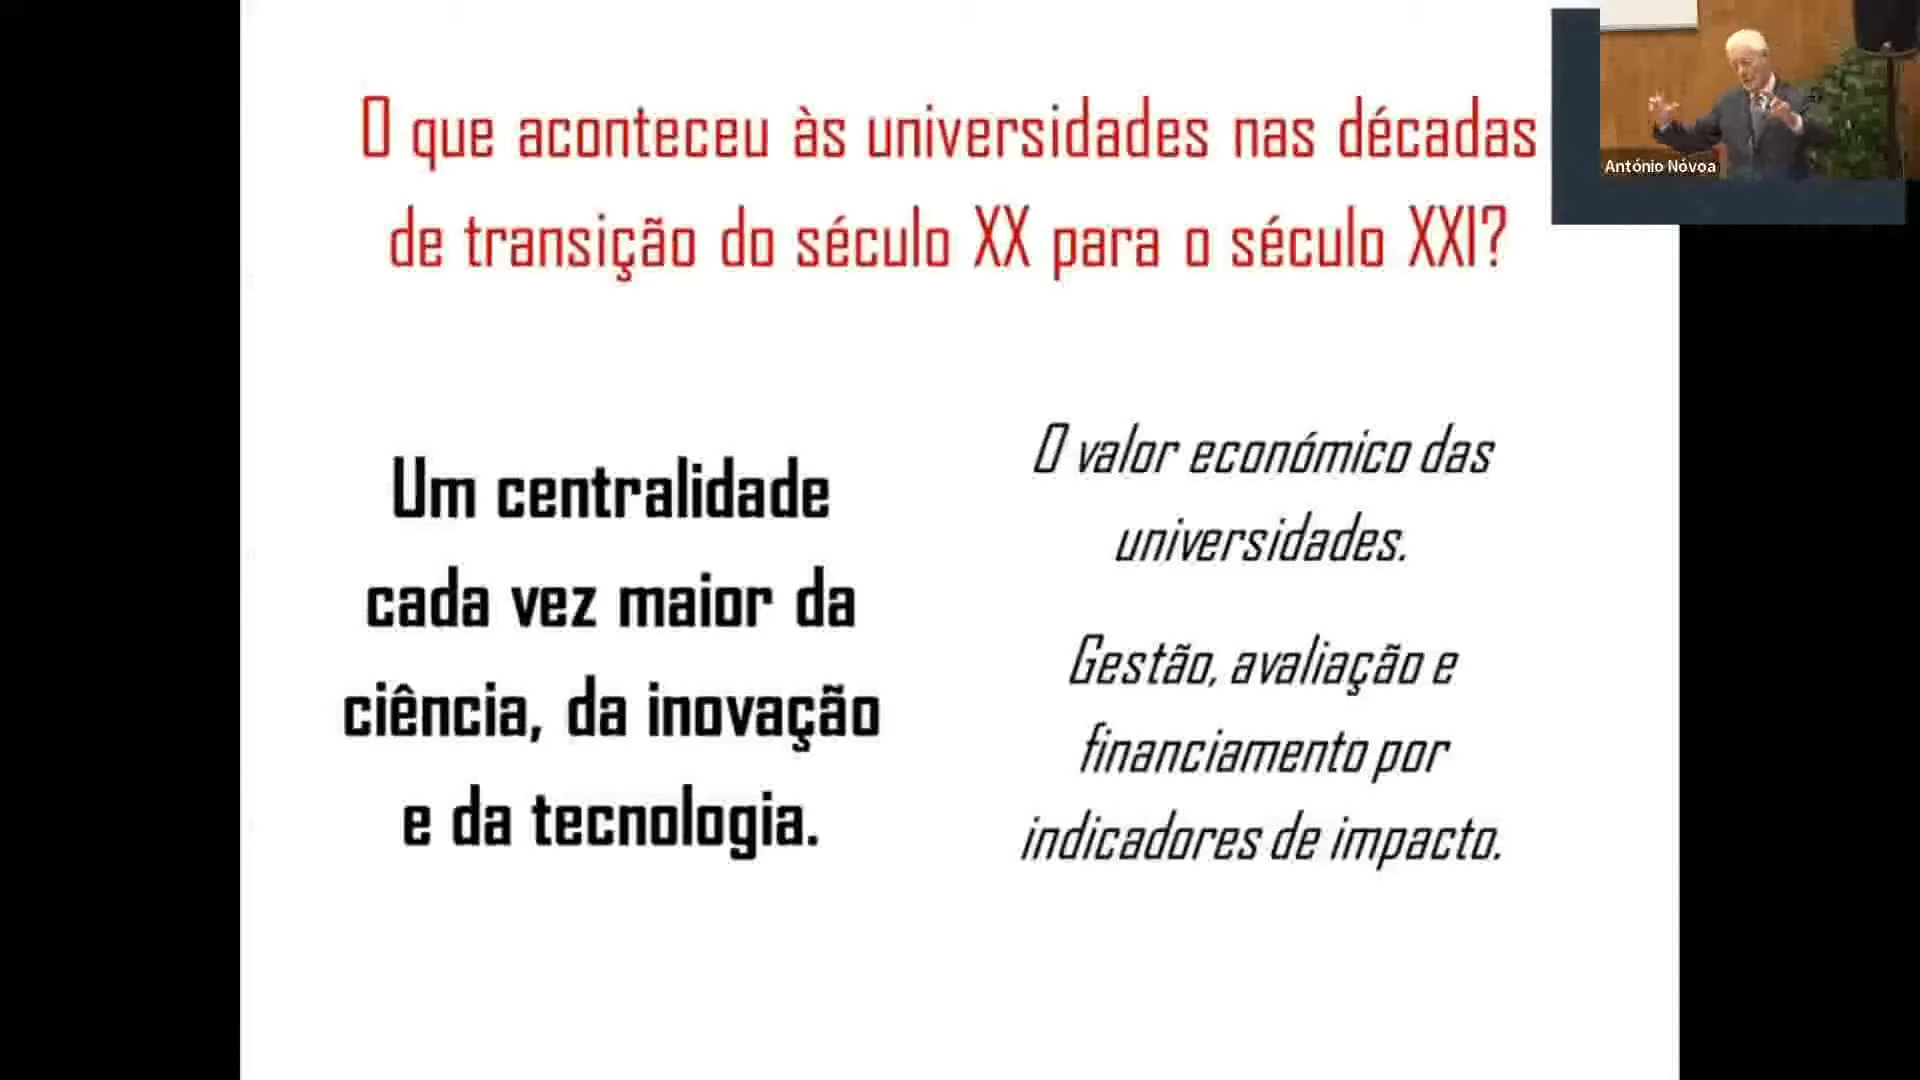 O que aconteceu às universidades nas décadas
de transição do século XX para o século XXI?
Um centralidade
cada vez maior da
ciência, da inovação
e da tecnologia.
O valor económico das
universidades.
Gestão, avaliação e
financiamento por
indicadores de impacto.
António Nóvoa